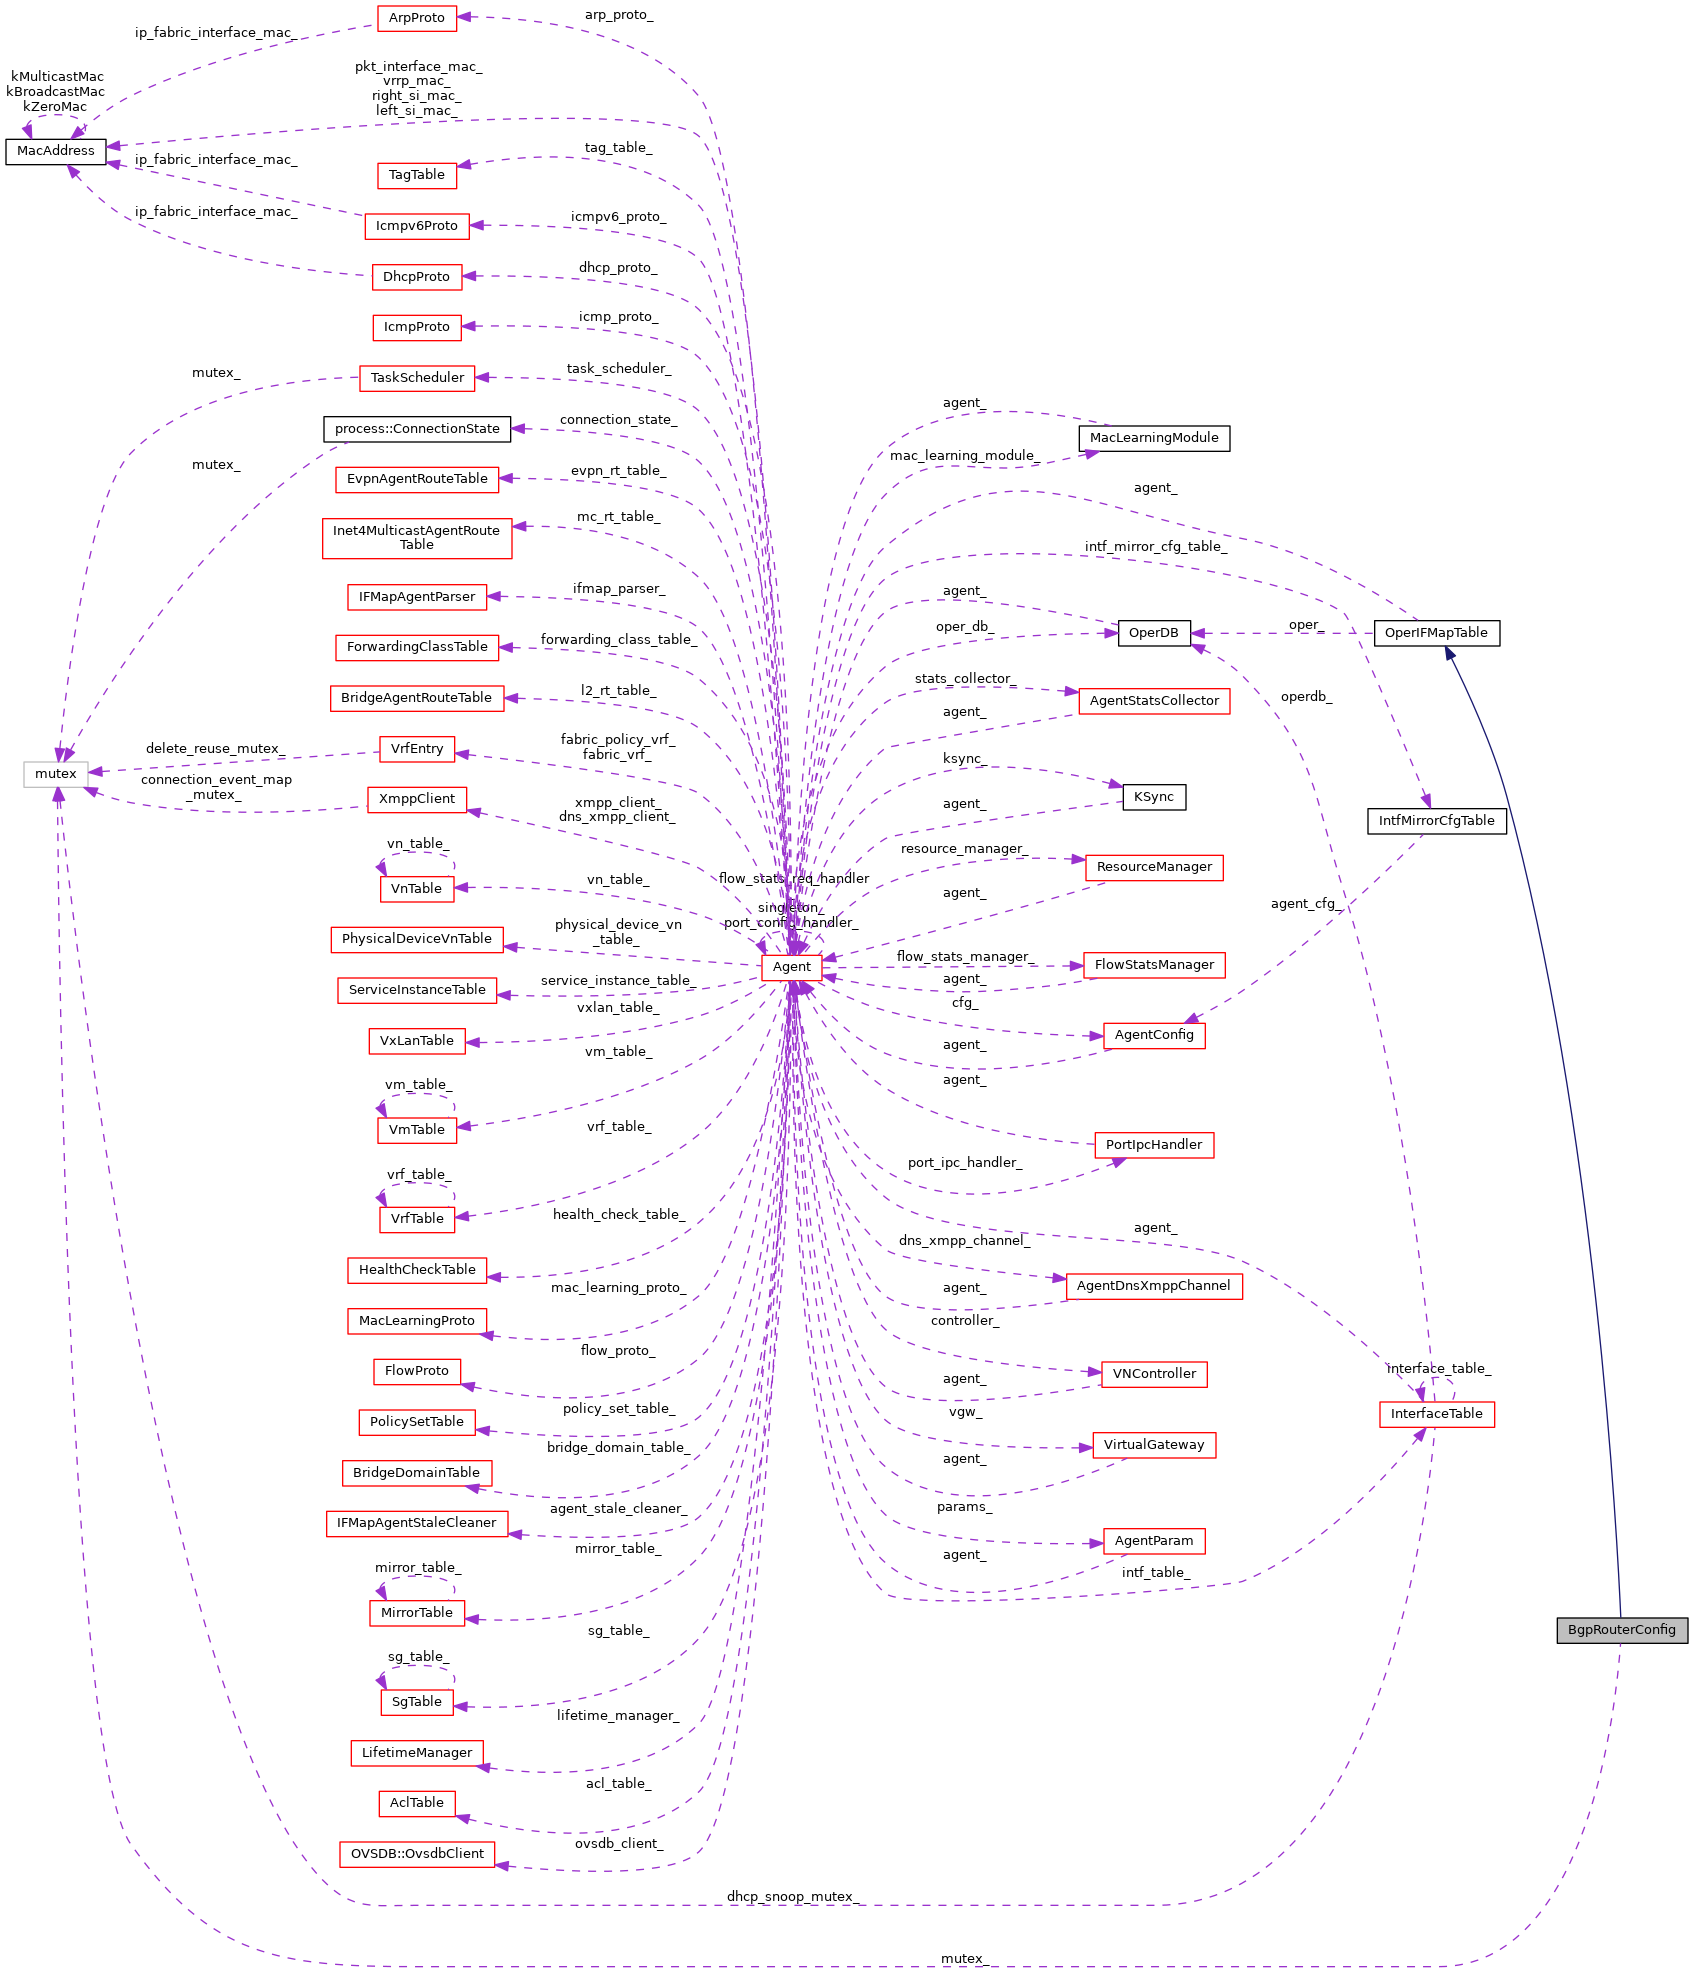 ArpProto
arp_proto_
ip_fabric_interface_mac_
kMulticastMac
kBroadcastMac
kZeroMac
pkt_interface_mac_
vrrp_mac_
right_si_mac_
left_si_mac_
MacAddress
tag_table_
ip_fabric_interface_mac_
TagTable
ip_fabric_interface_mac_
icmpv6_proto_
Icmpv6Proto
dhcp_proto_
DhcpProto
icmp_proto_
IcmpProto
mutex_
task_scheduler_
TaskScheduler
connection_state_
process::ConnectionState
mutex_
evpn_rt_table_
EvpnAgentRouteTable
mc_rt_table_
Inet4MulticastAgentRoute
Table
ifmap_parser_
IFMapAgentParser
forwarding_class_table_
ForwardingClassTable
l2_rt_table_
BridgeAgentRouteTable
fabric_policy_vrf_
fabric_vrf_
delete_reuse_mutex_
VrfEntry
mutex
connection_event_map
_mutex_
XmppClient
xmpp_client_
dns_xmpp_client_
vn_table_
VnTable
vn_table_
PhysicalDeviceVnTable
physical_device_vn
_table_
ServiceInstanceTable
service_instance_table_
vxlan_table_
VxLanTable
vm_table_
vm_table_
VmTable
vrf_table_
vrf_table_
VrfTable
health_check_table_
HealthCheckTable
mac_learning_proto_
MacLearningProto
flow_proto_
FlowProto
policy_set_table_
PolicySetTable
bridge_domain_table_
BridgeDomainTable
agent_stale_cleaner_
IFMapAgentStaleCleaner
mirror_table_
mirror_table_
MirrorTable
sg_table_
sg_table_
SgTable
lifetime_manager_
LifetimeManager
acl_table_
AclTable
ovsdb_client_
OVSDB::OvsdbClient
flow_stats_req_handler
singleton_
port_config_handler_
Agent
agent_
MacLearningModule
mac_learning_module_
agent_
intf_mirror_cfg_table_
agent_
oper_db_
OperDB
oper_
OperIFMapTable
stats_collector_
AgentStatsCollector
agent_
operdb_
ksync_
KSync
agent_
IntfMirrorCfgTable
resource_manager_
ResourceManager
agent_
agent_cfg_
flow_stats_manager_
FlowStatsManager
agent_
cfg_
AgentConfig
agent_
agent_
PortIpcHandler
port_ipc_handler_
agent_
dns_xmpp_channel_
AgentDnsXmppChannel
agent_
controller_
VNController
agent_
interface_table_
InterfaceTable
vgw_
VirtualGateway
agent_
params_
AgentParam
agent_
intf_table_
BgpRouterConfig
dhcp_snoop_mutex_
mutex_